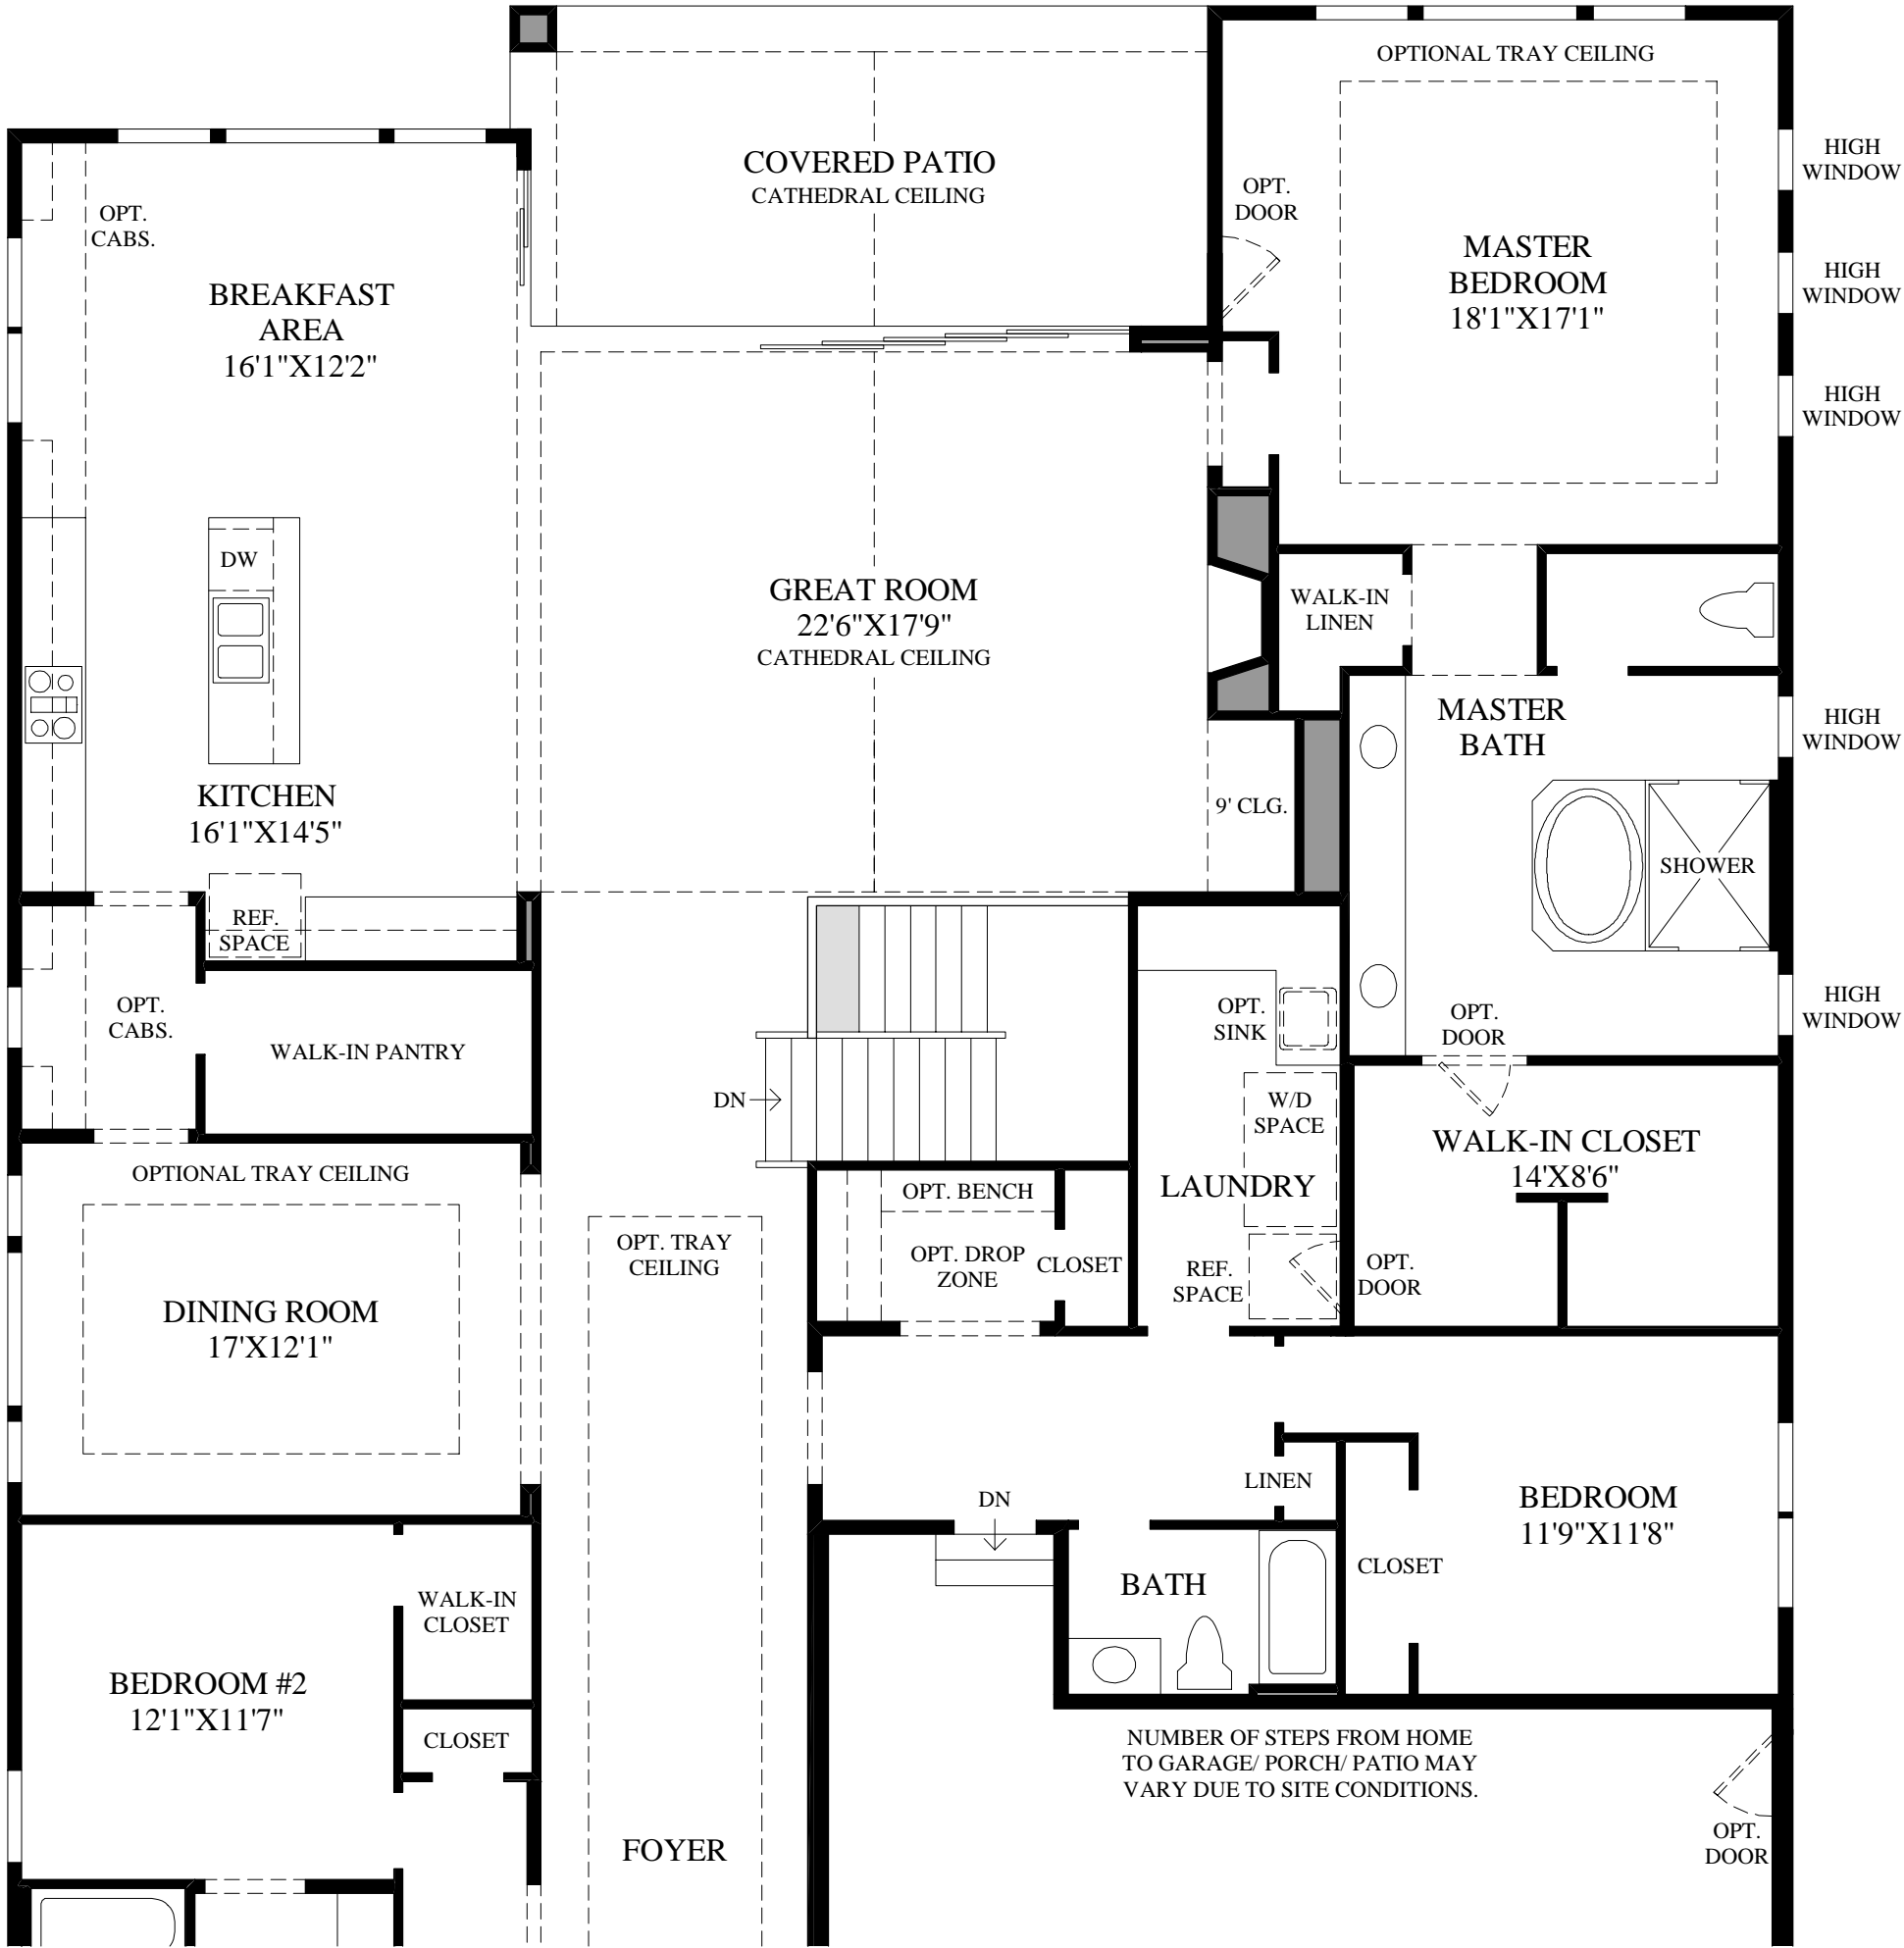 OPTIONAL TRAY CEILING
COVERED PATIO
CATHEDRAL CEILING
HIGH
WINDOW
OPT.
DOOR
OPT.
CABS.
MASTER
BEDROOM
18'1"X17'1"
HIGH
WINDOW
BREAKFAST
AREA
16'1"X12'2"
HIGH
WINDOW
DW
GREAT ROOM
22'6"X17'9"
CATHEDRAL CEILING
WALK-IN
LINEN
MASTER
BATH
HIGH
WINDOW
KITCHEN
16'1"X14'5"
9' CLG.
SHOWER
REF.
SPACE
OPT.
CABS.
WALK-IN PANTRY
OPT.
SINK
OPT.
DOOR
HIGH
WINDOW
DN
W/D
SPACE
WALK-IN CLOSET
14'X8'6"
OPTIONAL TRAY CEILING
OPT. BENCH
LAUNDRY
OPT. TRAY
CEILING
OPT. DROP
ZONE
CLOSET
REF.
SPACE
OPT.
DOOR
DINING ROOM
17'X12'1"
LINEN
DN
BEDROOM
11'9"X11'8"
CLOSET
BATH
WALK-IN
CLOSET
BEDROOM #2
12'1"X11'7"
CLOSET
NUMBER OF STEPS FROM HOME
TO GARAGE/ PORCH/ PATIO MAY
VARY DUE TO SITE CONDITIONS.
FOYER
OPT.
DOOR